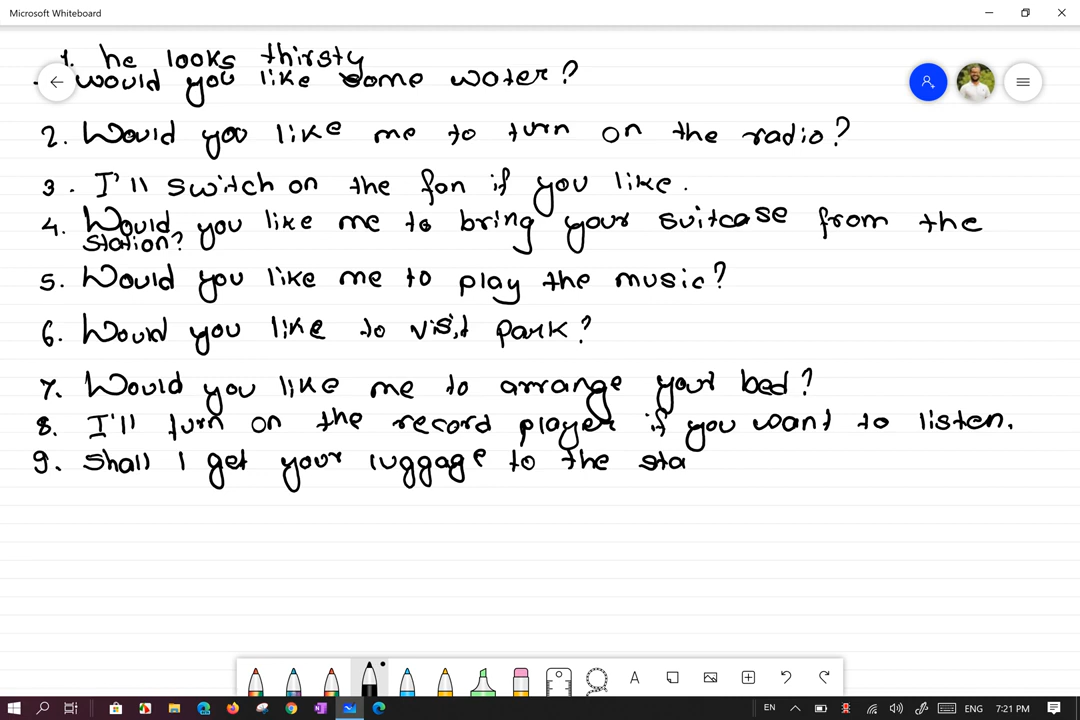 Microsoft Whiteboard
1. he looks thirsty
would you like some water?
2. Would you like me to turn on the radio?
3. I'll switch on the fan if you like.
4. Would you like me to bring your suitcase from the
station?
5. Would you like me to play the music?
6. Would you like to visit park?
7. Would you like me to arrange your bed?
8. I'll turn on the record player if you want to listen.
9. Shall I get your luggage to the sta
A
EN ENG 7:21 PM